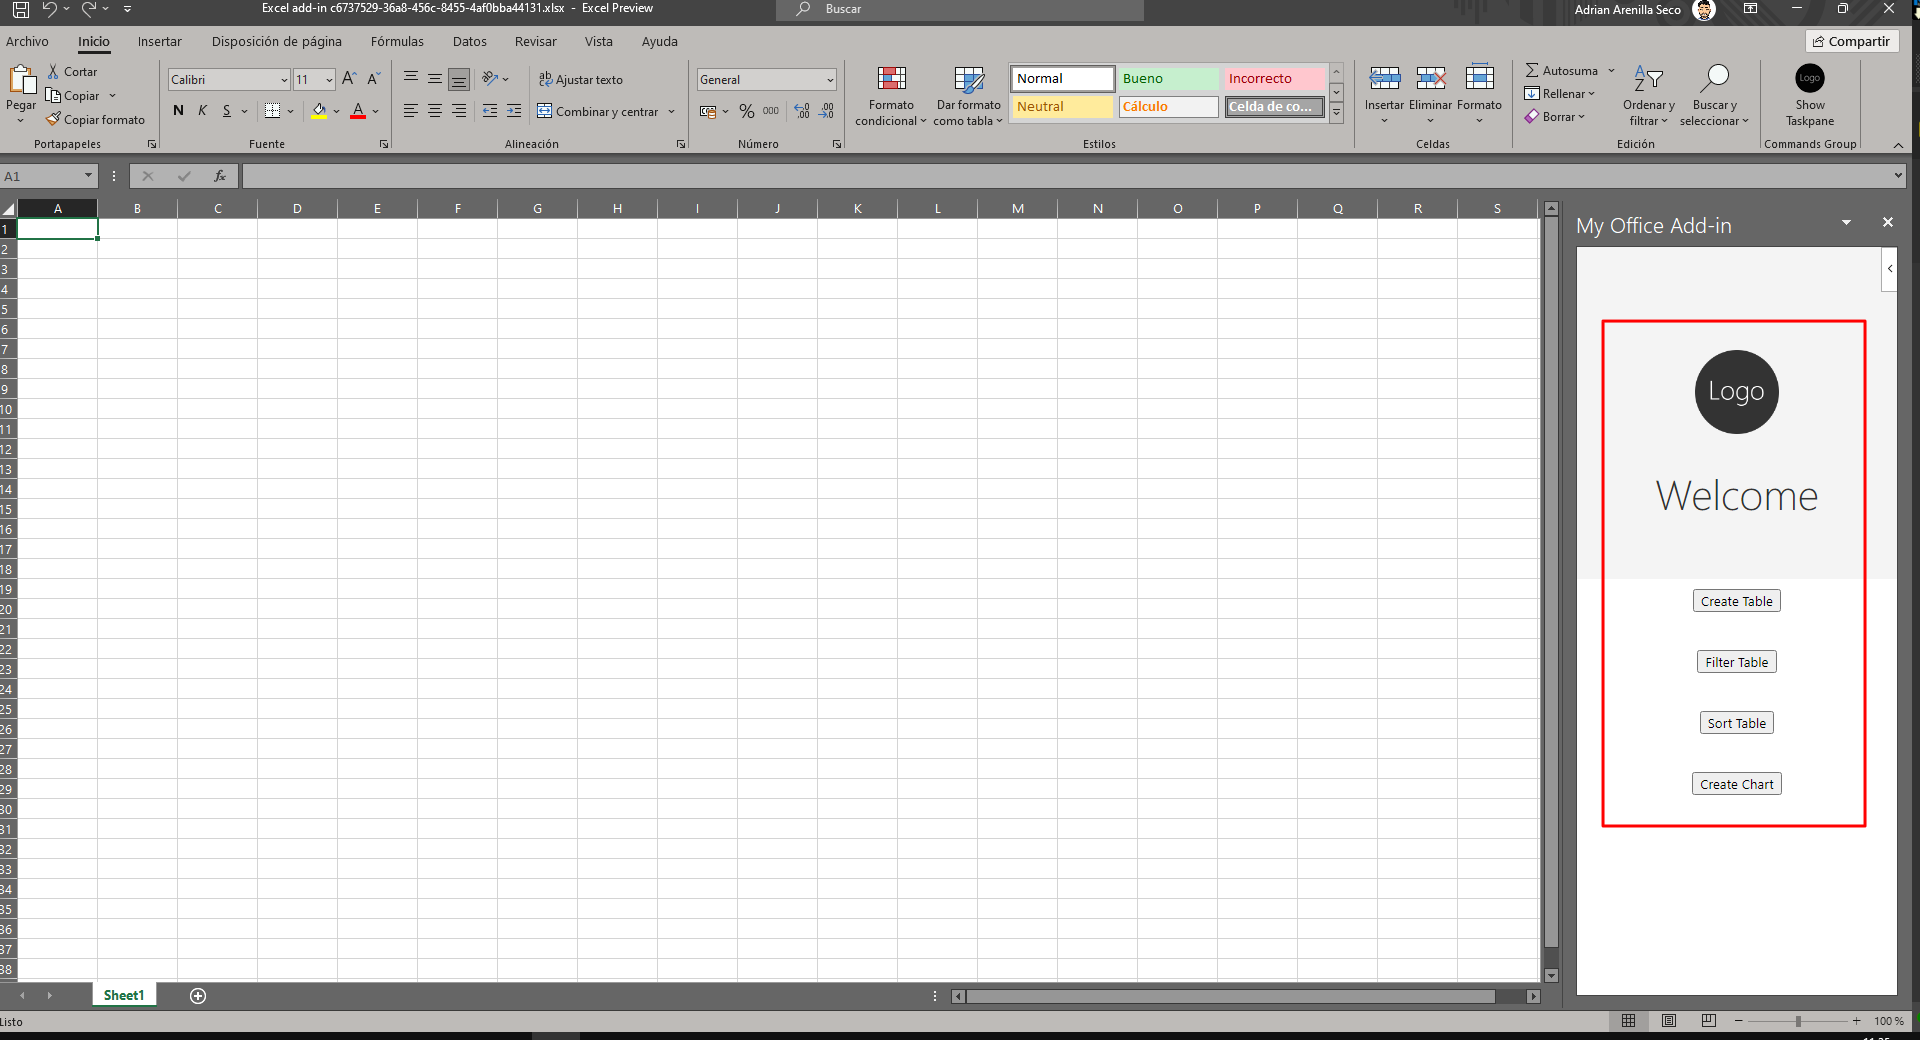 Excel add-in c6737529-36a8-456c-8455-4af0bba44131.xlsx - Excel Preview
Buscar
Adrian Arenilla Seco
Archivo Inicio Insertar Disposición de página Fórmulas Datos Revisar Vista Ayuda
Compartir
Pegar
Cortar
Copiar
Copiar formato
Portapapeles
Calibri 11
N K S
A
Fuente
ab Ajustar texto
Combinar y centrar
Alineación
General
% 000
Número
Formato condicional
Dar formato como tabla
Normal Bueno Incorrecto
Neutral Cálculo Celda de co...
Estilos
Insertar Eliminar Formato
Celdas
Autosuma
Rellenar
Borrar
Ordenar y filtrar
Buscar y seleccionar
Edición
Logo
Show Taskpane
Commands Group
A1
fx
A B C D E F G H I J K L M N O P Q R S
1
2
3
4
5
6
7
8
9
10
11
12
13
14
15
16
17
18
19
20
21
22
23
24
25
26
27
28
29
30
31
32
33
34
35
36
37
38
My Office Add-in
Logo
Welcome
Create Table
Filter Table
Sort Table
Create Chart
Sheet1
Listo
100 %